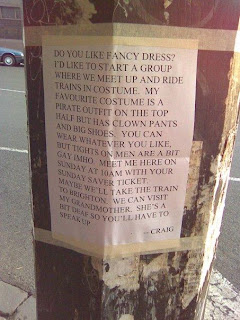 DO YOU LIKE FANCY DRESS?
I'D LIKE TO START A GROUP
WHERE WE MEET UP AND RIDE
TRAINS IN COSTUME. MY
FAVOURITE COSTUME IS A
PIRATE OUTFIT ON THE TOP
HALF BUT HAS CLOWN PANTS
AND BIG SHOES. YOU CAN
WEAR WHATEVER YOU LIKE,
BUT TIGHTS ON MEN ARE A BIT
GAY IMHO. MEET ME HERE ON
SUNDAY AT 10AM WITH YOUR
SUNDAY SAVER TICKET.
MAYBE WE'LL TAKE THE TRAIN
TO BRIGHTON. WE CAN VISIT
MY GRANDMOTHER. SHE'S A
BIT DEAF SO YOU'LL HAVE TO
SPEAK UP
-- CRAIG